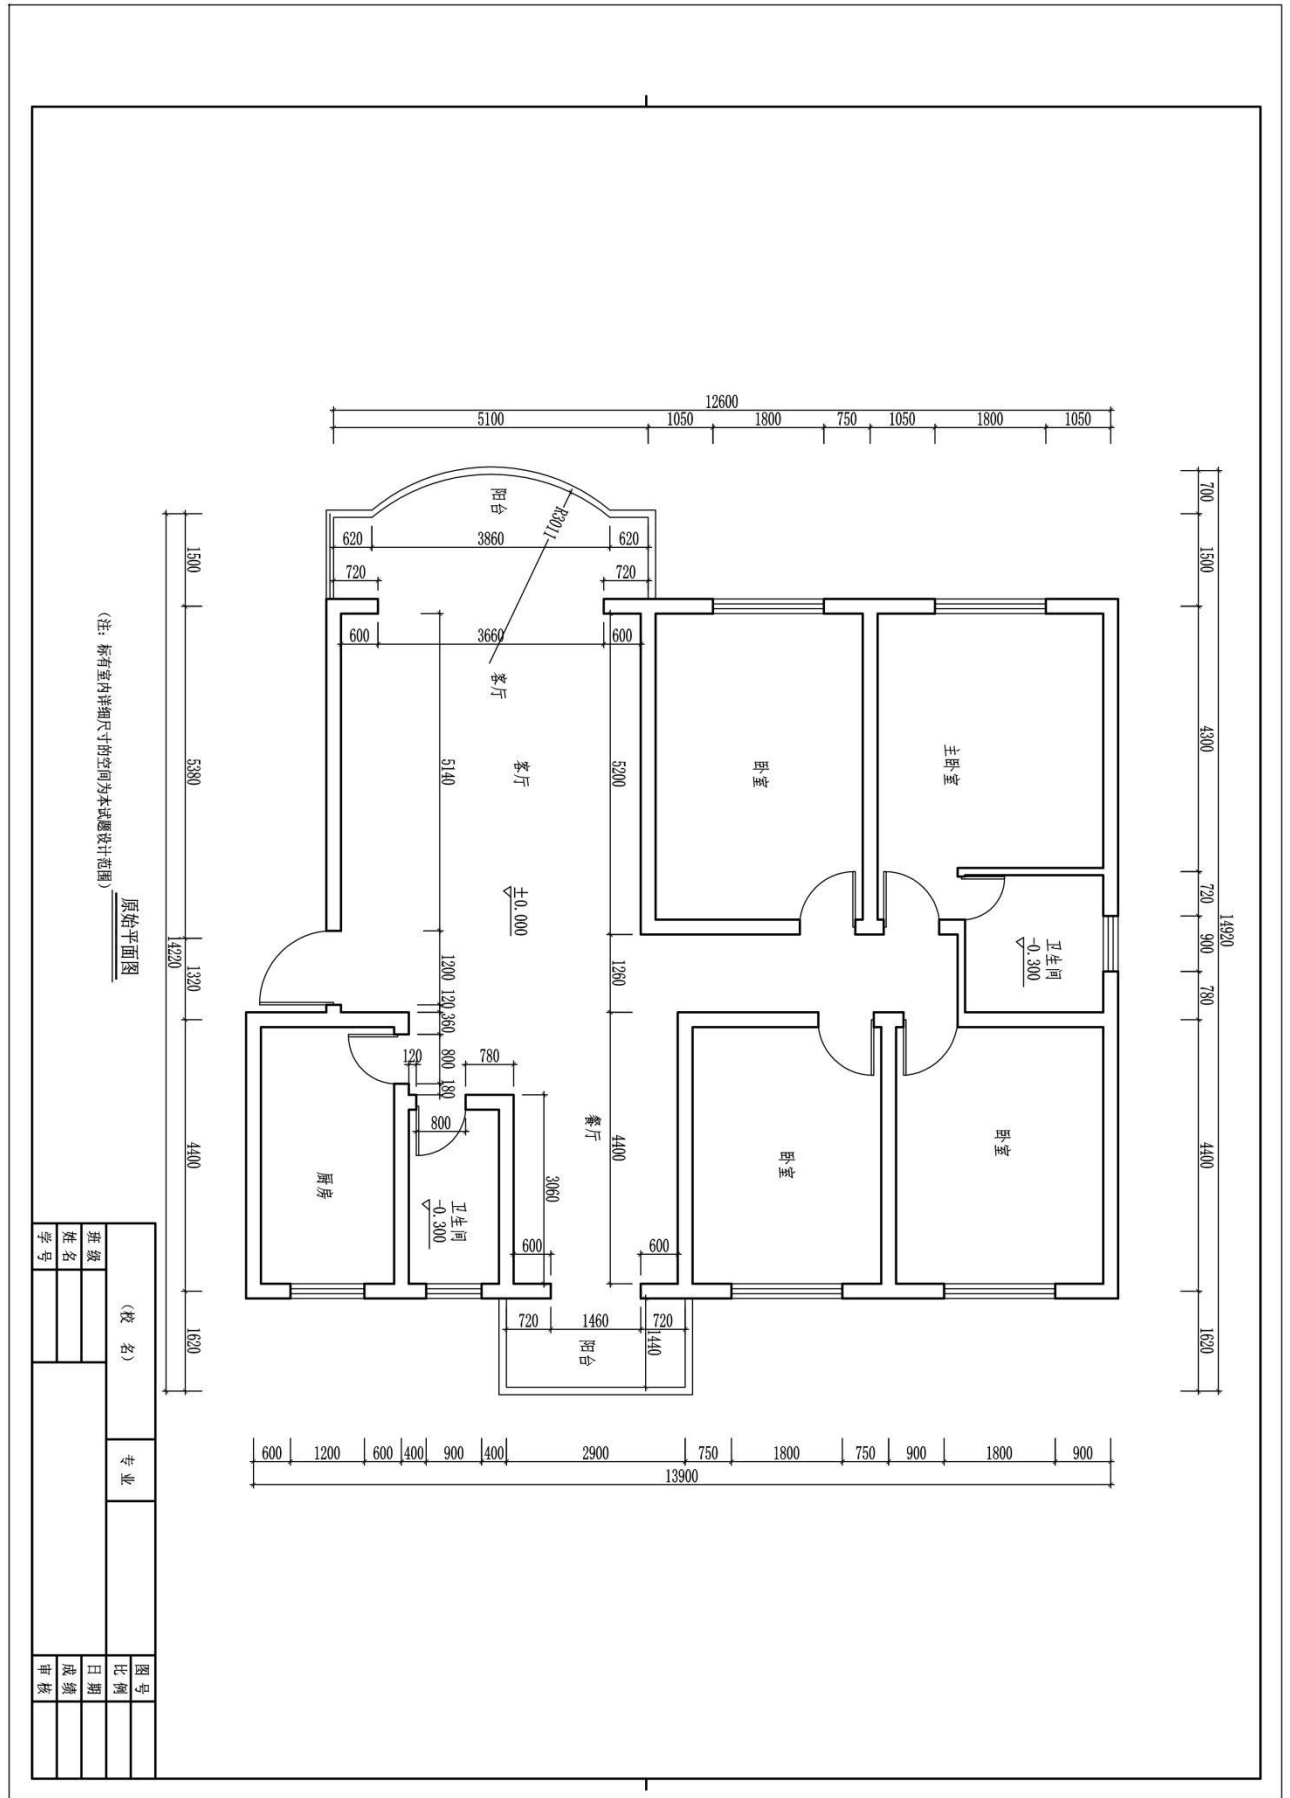 12600
5100
1050
1800
750
1050
1800
1050
14920
700
1500
4300
720
900
780
4400
1620
14220
1500
5380
1320
4400
1620
阳台
R3011
620
3860
620
720
720
600
3660
600
客厅
客厅
5140
5200
卧室
主卧室
±0.000
1200
120
360
800
180
1260
卫生间
-0.300
120
780
800
餐厅
4400
3060
厨房
卫生间
-0.300
卧室
卧室
600
600
720
1460
720
1440
阳台
600
1200
600
400
900
400
2900
750
1800
750
900
1800
900
13900
原始平面图
(注: 标有室内详细尺寸的空间为本试题设计范围)
(校 名)
专业
班级
姓名
学号
图号
比例
日期
成绩
审核